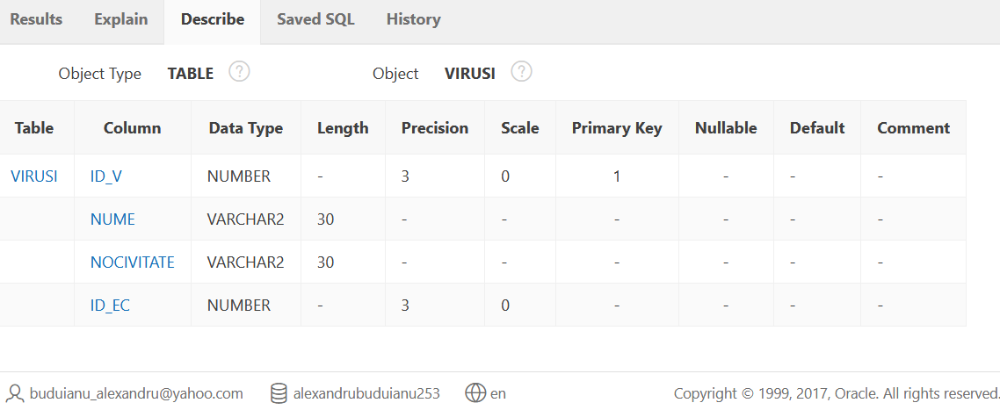 Results Explain Describe Saved SQL History
Object Type TABLE ? Object VIRUSI ?
Table Column Data Type Length Precision Scale Primary Key Nullable Default Comment
VIRUSI ID_V NUMBER - 3 0 1 - - -
NUME VARCHAR2 30 - - - - - -
NOCIVITATE VARCHAR2 30 - - - - - -
ID_EC NUMBER - 3 0 - - - -
buduianu_alexandru@yahoo.com alexandrubuduianu253 en Copyright © 1999, 2017, Oracle. All rights reserved.